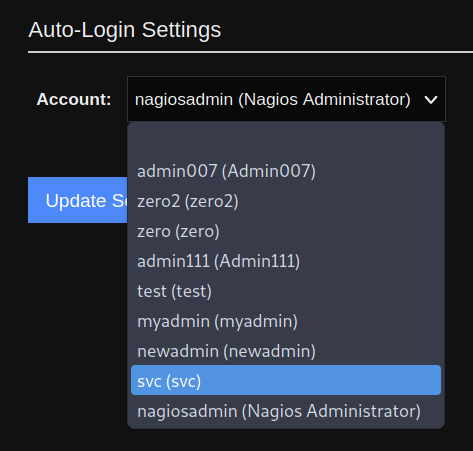 Auto-Login Settings
Account: nagiosadmin (Nagios Administrator)
admin007 (Admin007)
zero2 (zero2)
Update Se
zero (zero)
admin111 (Admin111)
test (test)
myadmin (myadmin)
newadmin (newadmin)
svc (svc)
nagiosadmin (Nagios Administrator)